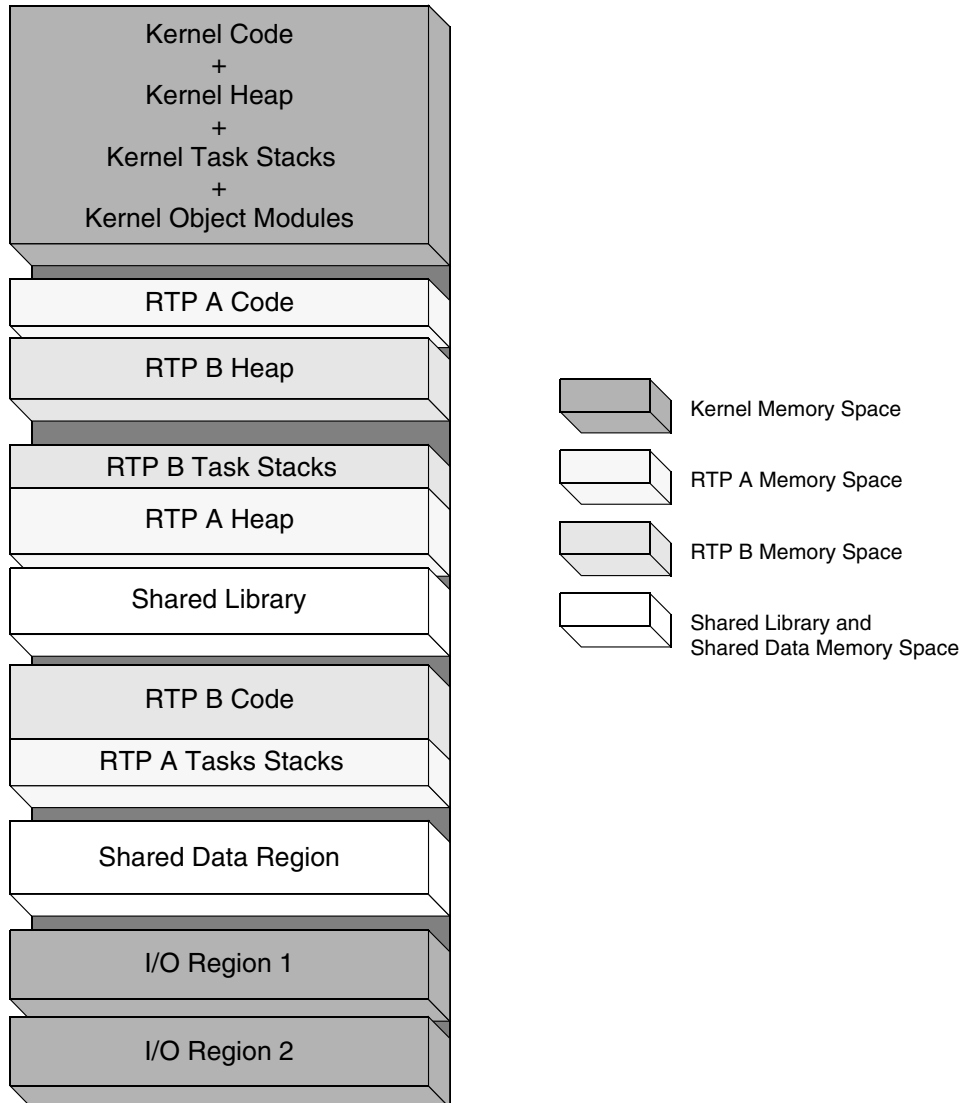 Kernel Code
+
Kernel Heap
+
Kernel Task Stacks
+
Kernel Object Modules
RTP A Code
RTP B Heap
RTP B Task Stacks
RTP A Heap
Shared Library
RTP B Code
RTP A Tasks Stacks
Shared Data Region
I/O Region 1
I/O Region 2
Kernel Memory Space
RTP A Memory Space
RTP B Memory Space
Shared Library and
Shared Data Memory Space